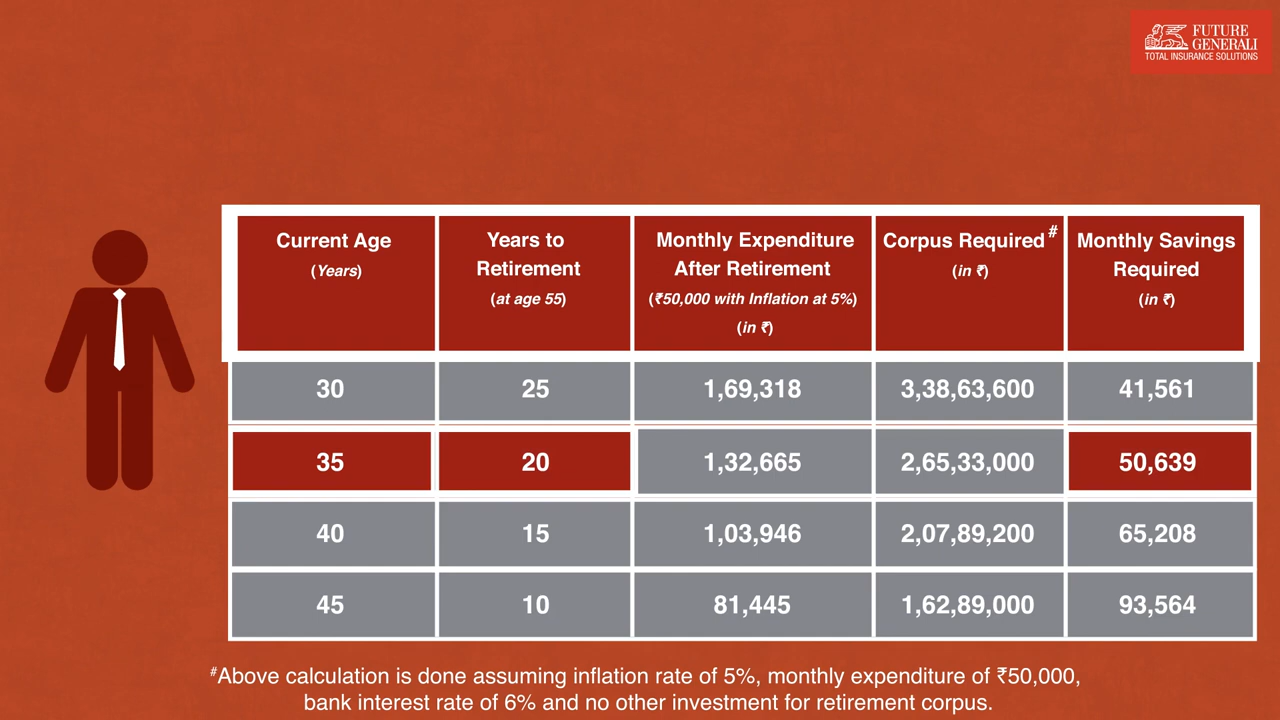 FUTURE
GENERALI
TOTAL INSURANCE SOLUTIONS
Current Age
(Years)
Years to
Retirement
(at age 55)
Monthly Expenditure
After Retirement
(₹50,000 with Inflation at 5%)
(in ₹)
Corpus Required#
(in ₹)
Monthly Savings
Required
(in ₹)
30 25 1,69,318 3,38,63,600 41,561
35 20 1,32,665 2,65,33,000 50,639
40 15 1,03,946 2,07,89,200 65,208
45 10 81,445 1,62,89,000 93,564
#Above calculation is done assuming inflation rate of 5%, monthly expenditure of ₹50,000,
bank interest rate of 6% and no other investment for retirement corpus.